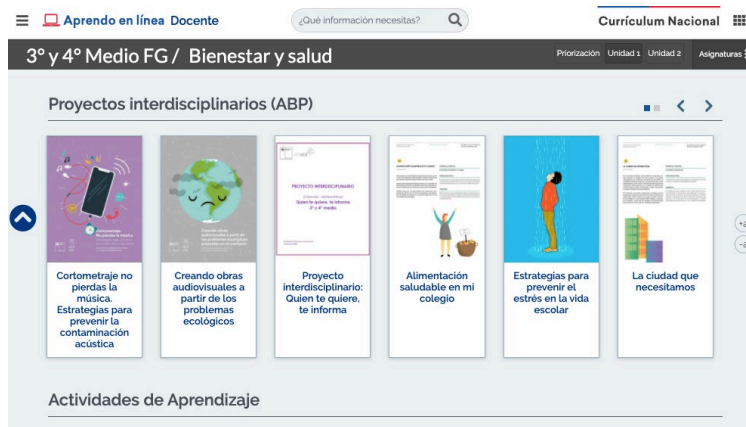 Aprendo en línea Docente
¿Qué información necesitas?
Currículum Nacional
3° y 4° Medio FG / Bienestar y salud
Priorización Unidad 1 Unidad 2 Asignaturas
Proyectos interdisciplinarios (ABP)
PROYECTO INTERDISCIPLINARIO
Quien te quiere, te informa
3° y 4° medio
Cortometraje no
pierdas la
música.
Estrategias para
prevenir la
contaminación
acústica
Creando obras
audiovisuales a
partir de los
problemas
ecológicos
Proyecto
interdisciplinario:
Quien te quiere,
te informa
Alimentación
saludable en mi
colegio
Estrategias para
prevenir el
estrés en la vida
escolar
La ciudad que
necesitamos
+a
-a
Actividades de Aprendizaje